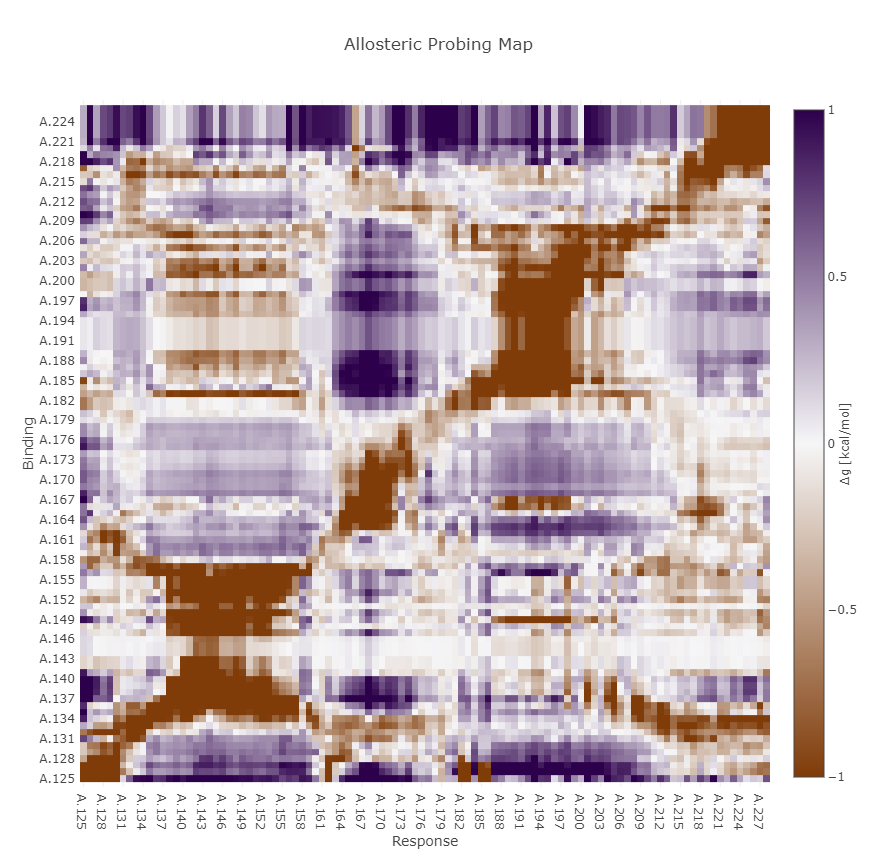 Allosteric Probing Map
A.224
A.221
A.218
A.215
A.212
A.209
A.206
A.203
A.200
A.197
A.194
A.191
A.188
A.185
A.182
A.179
A.176
A.173
A.170
A.167
A.164
A.161
A.158
A.155
A.152
A.149
A.146
A.143
A.140
A.137
A.134
A.131
A.128
A.125
Binding
A.125
A.128
A.131
A.134
A.137
A.140
A.143
A.146
A.149
A.152
A.155
A.158
A.161
A.164
A.167
A.170
A.173
A.176
A.179
A.182
A.185
A.188
A.191
A.194
A.197
A.200
A.203
A.206
A.209
A.212
A.215
A.218
A.221
A.224
A.227
Response
1
0.5
0
−0.5
−1
Δg [kcal/mol]